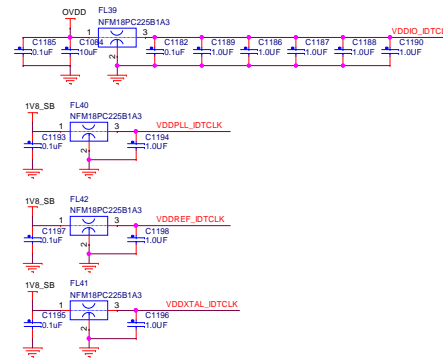 OVDD
FL39
NFM18PC225B1A3
1
3
2
VDDIO_IDTCL
C1185
0.1uF
C1084
10uF
C1182
0.1uF
C1189
1.0UF
C1186
1.0UF
C1187
1.0UF
C1188
1.0UF
C1190
1.0UF
1V8_SB
FL40
NFM18PC225B1A3
1
3
2
VDDPLL_IDTCLK
C1193
0.1uF
C1194
1.0UF
1V8_SB
FL42
NFM18PC225B1A3
1
3
2
VDDREF_IDTCLK
C1197
0.1uF
C1198
1.0UF
1V8_SB
FL41
NFM18PC225B1A3
1
3
2
VDDXTAL_IDTCLK
C1195
0.1uF
C1196
1.0UF